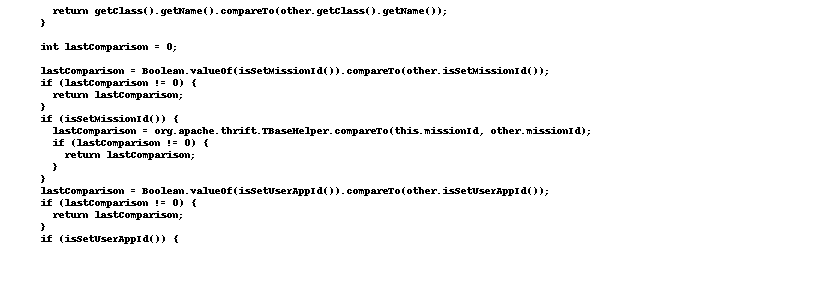 return getClass().getName().compareTo(other.getClass().getName());
}
int lastComparison = 0;
lastComparison = Boolean.valueOf(isSetMissionId()).compareTo(other.isSetMissionId());
if (lastComparison != 0) {
return lastComparison;
}
if (isSetMissionId()) {
lastComparison = org.apache.thrift.TBaseHelper.compareTo(this.missionId, other.missionId);
if (lastComparison != 0) {
return lastComparison;
}
}
lastComparison = Boolean.valueOf(isSetUserAppId()).compareTo(other.isSetUserAppId());
if (lastComparison != 0) {
return lastComparison;
}
if (isSetUserAppId()) {